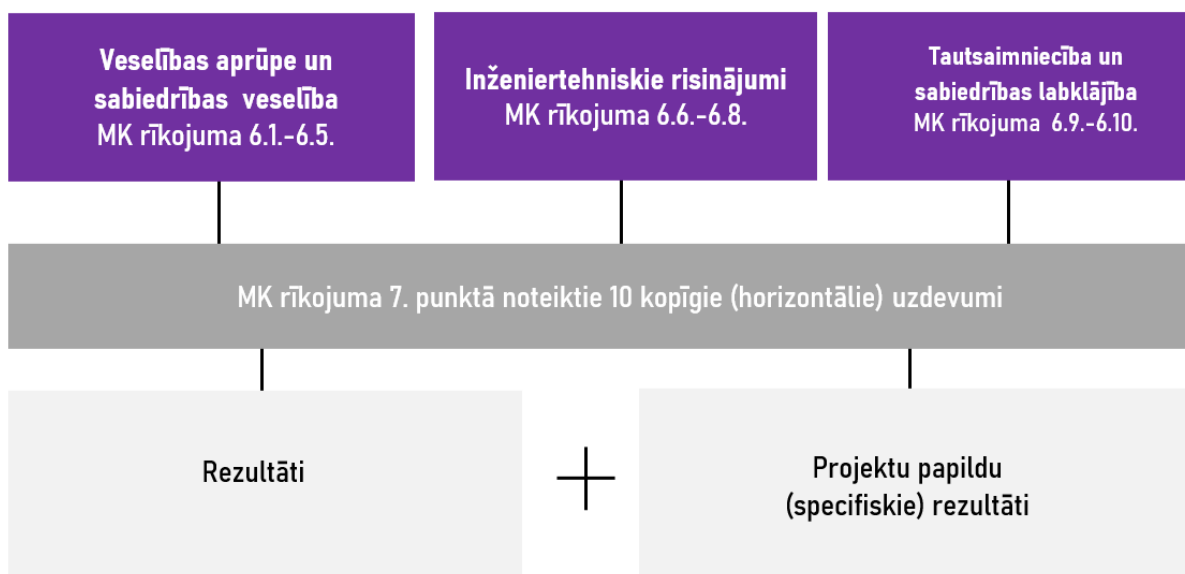 Veselības aprūpe un
sabiedrības veselība
MK rīkojuma 6.1.-6.5.
Inženiertehniskie risinājumi
MK rīkojuma 6.6.-6.8.
Tautsaimniecība un
sabiedrības labklājība
MK rīkojuma 6.9.-6.10.
MK rīkojuma 7. punktā noteiktie 10 kopīgie (horizontālie) uzdevumi
Rezultāti
Projektu papildu
(specifiskie) rezultāti